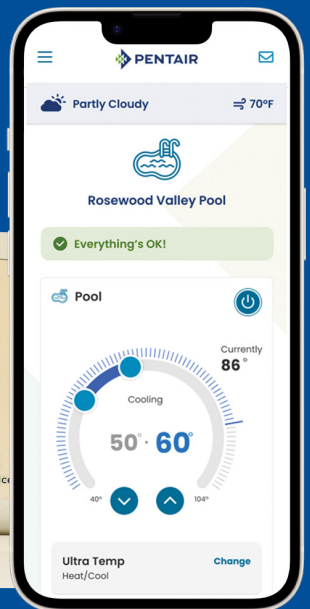 PENTAIR
Partly Cloudy 70°F
Rosewood Valley Pool
Everything's OK!
Pool
Currently
86°
Cooling
50° · 60°
40° 104°
Ultra Temp Change
Heat/Cool